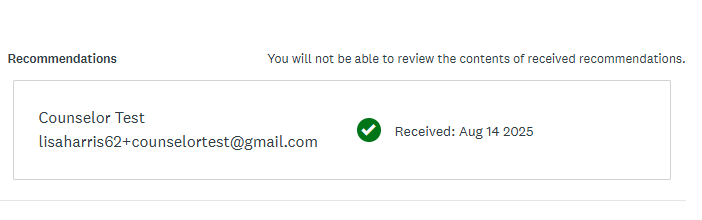 Recommendations
You will not be able to review the contents of received recommendations.
Counselor Test
lisaharris62+counselortest@gmail.com
Received: Aug 14 2025